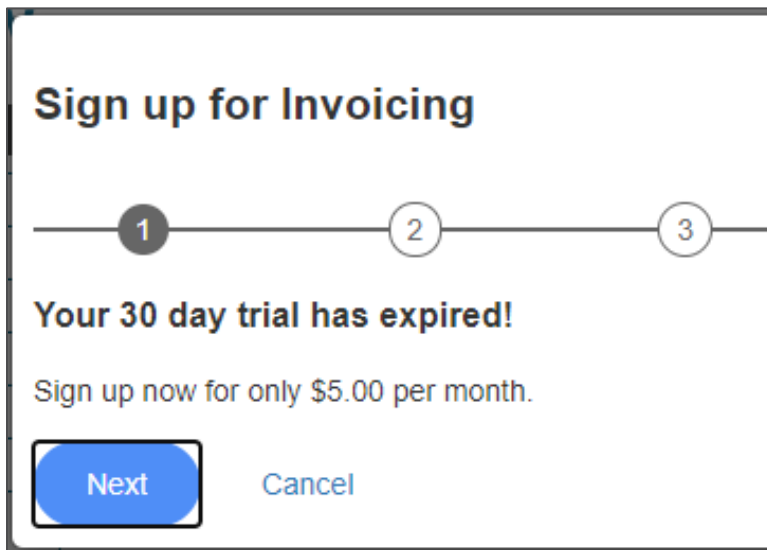 Sign up for Invoicing
1 2 3
Your 30 day trial has expired!
Sign up now for only $5.00 per month.
Next Cancel